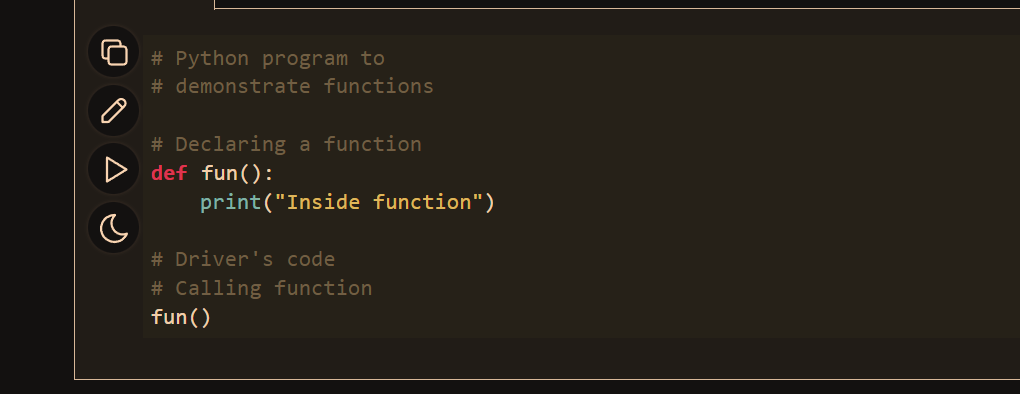 # Python program to
# demonstrate functions
# Declaring a function
def fun():
    print("Inside function")
# Driver's code
# Calling function
fun()